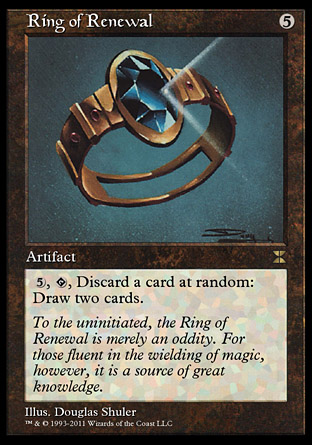 Ring of Renewal 5
Artifact
5, , Discard a card at random:
Draw two cards.
To the uninitiated, the Ring of
Renewal is merely an oddity. For
those fluent in the wielding of magic,
however, it is a source of great
knowledge.
Illus. Douglas Shuler
™ & © 1993-2011 Wizards of the Coast LLC